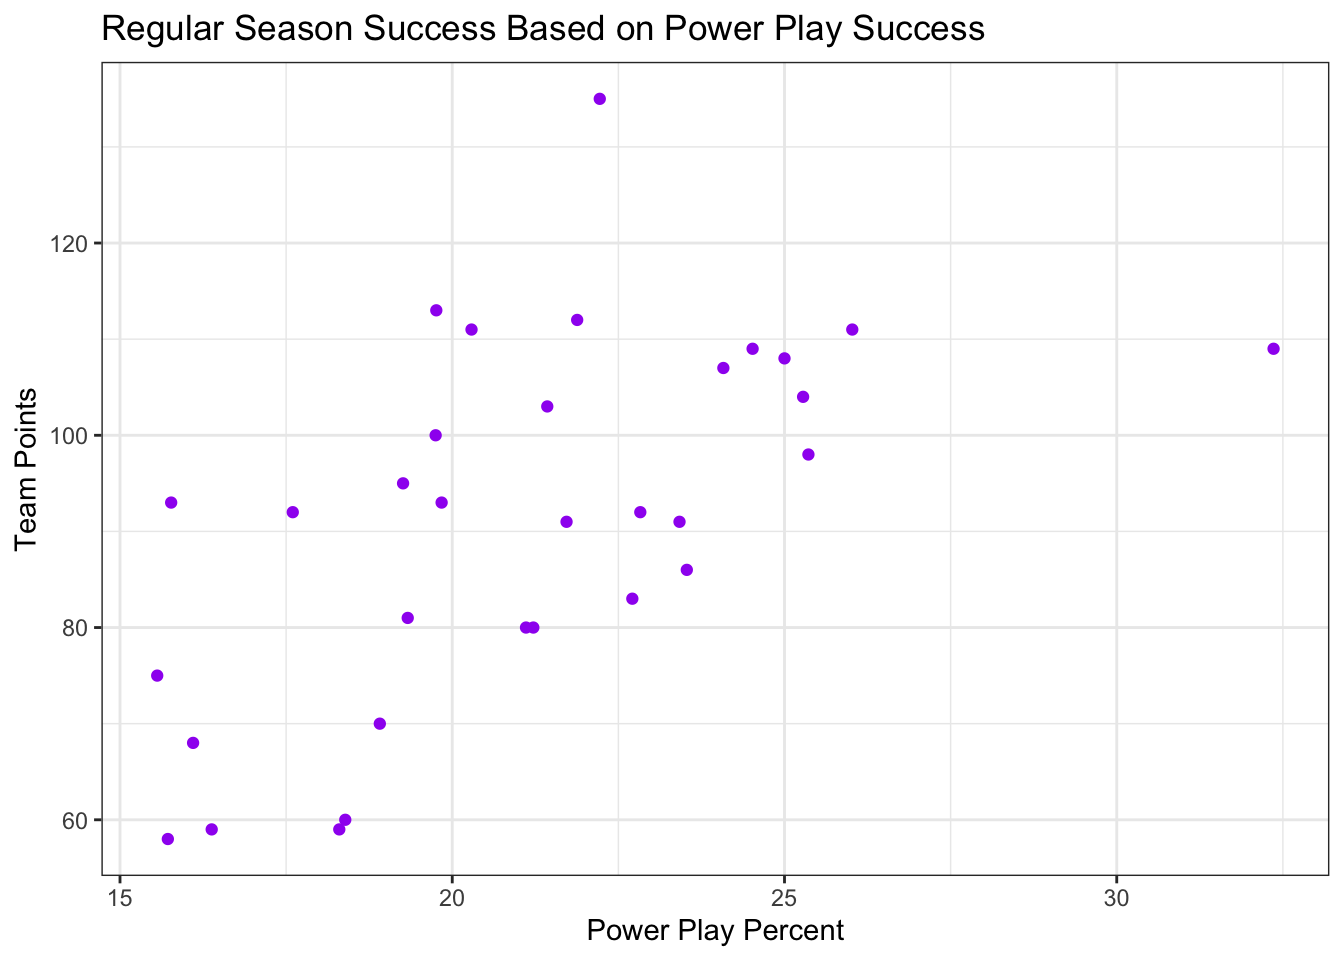 Regular Season Success Based on Power Play Success
120
100
80
60
Team Points
15 20 25 30
Power Play Percent